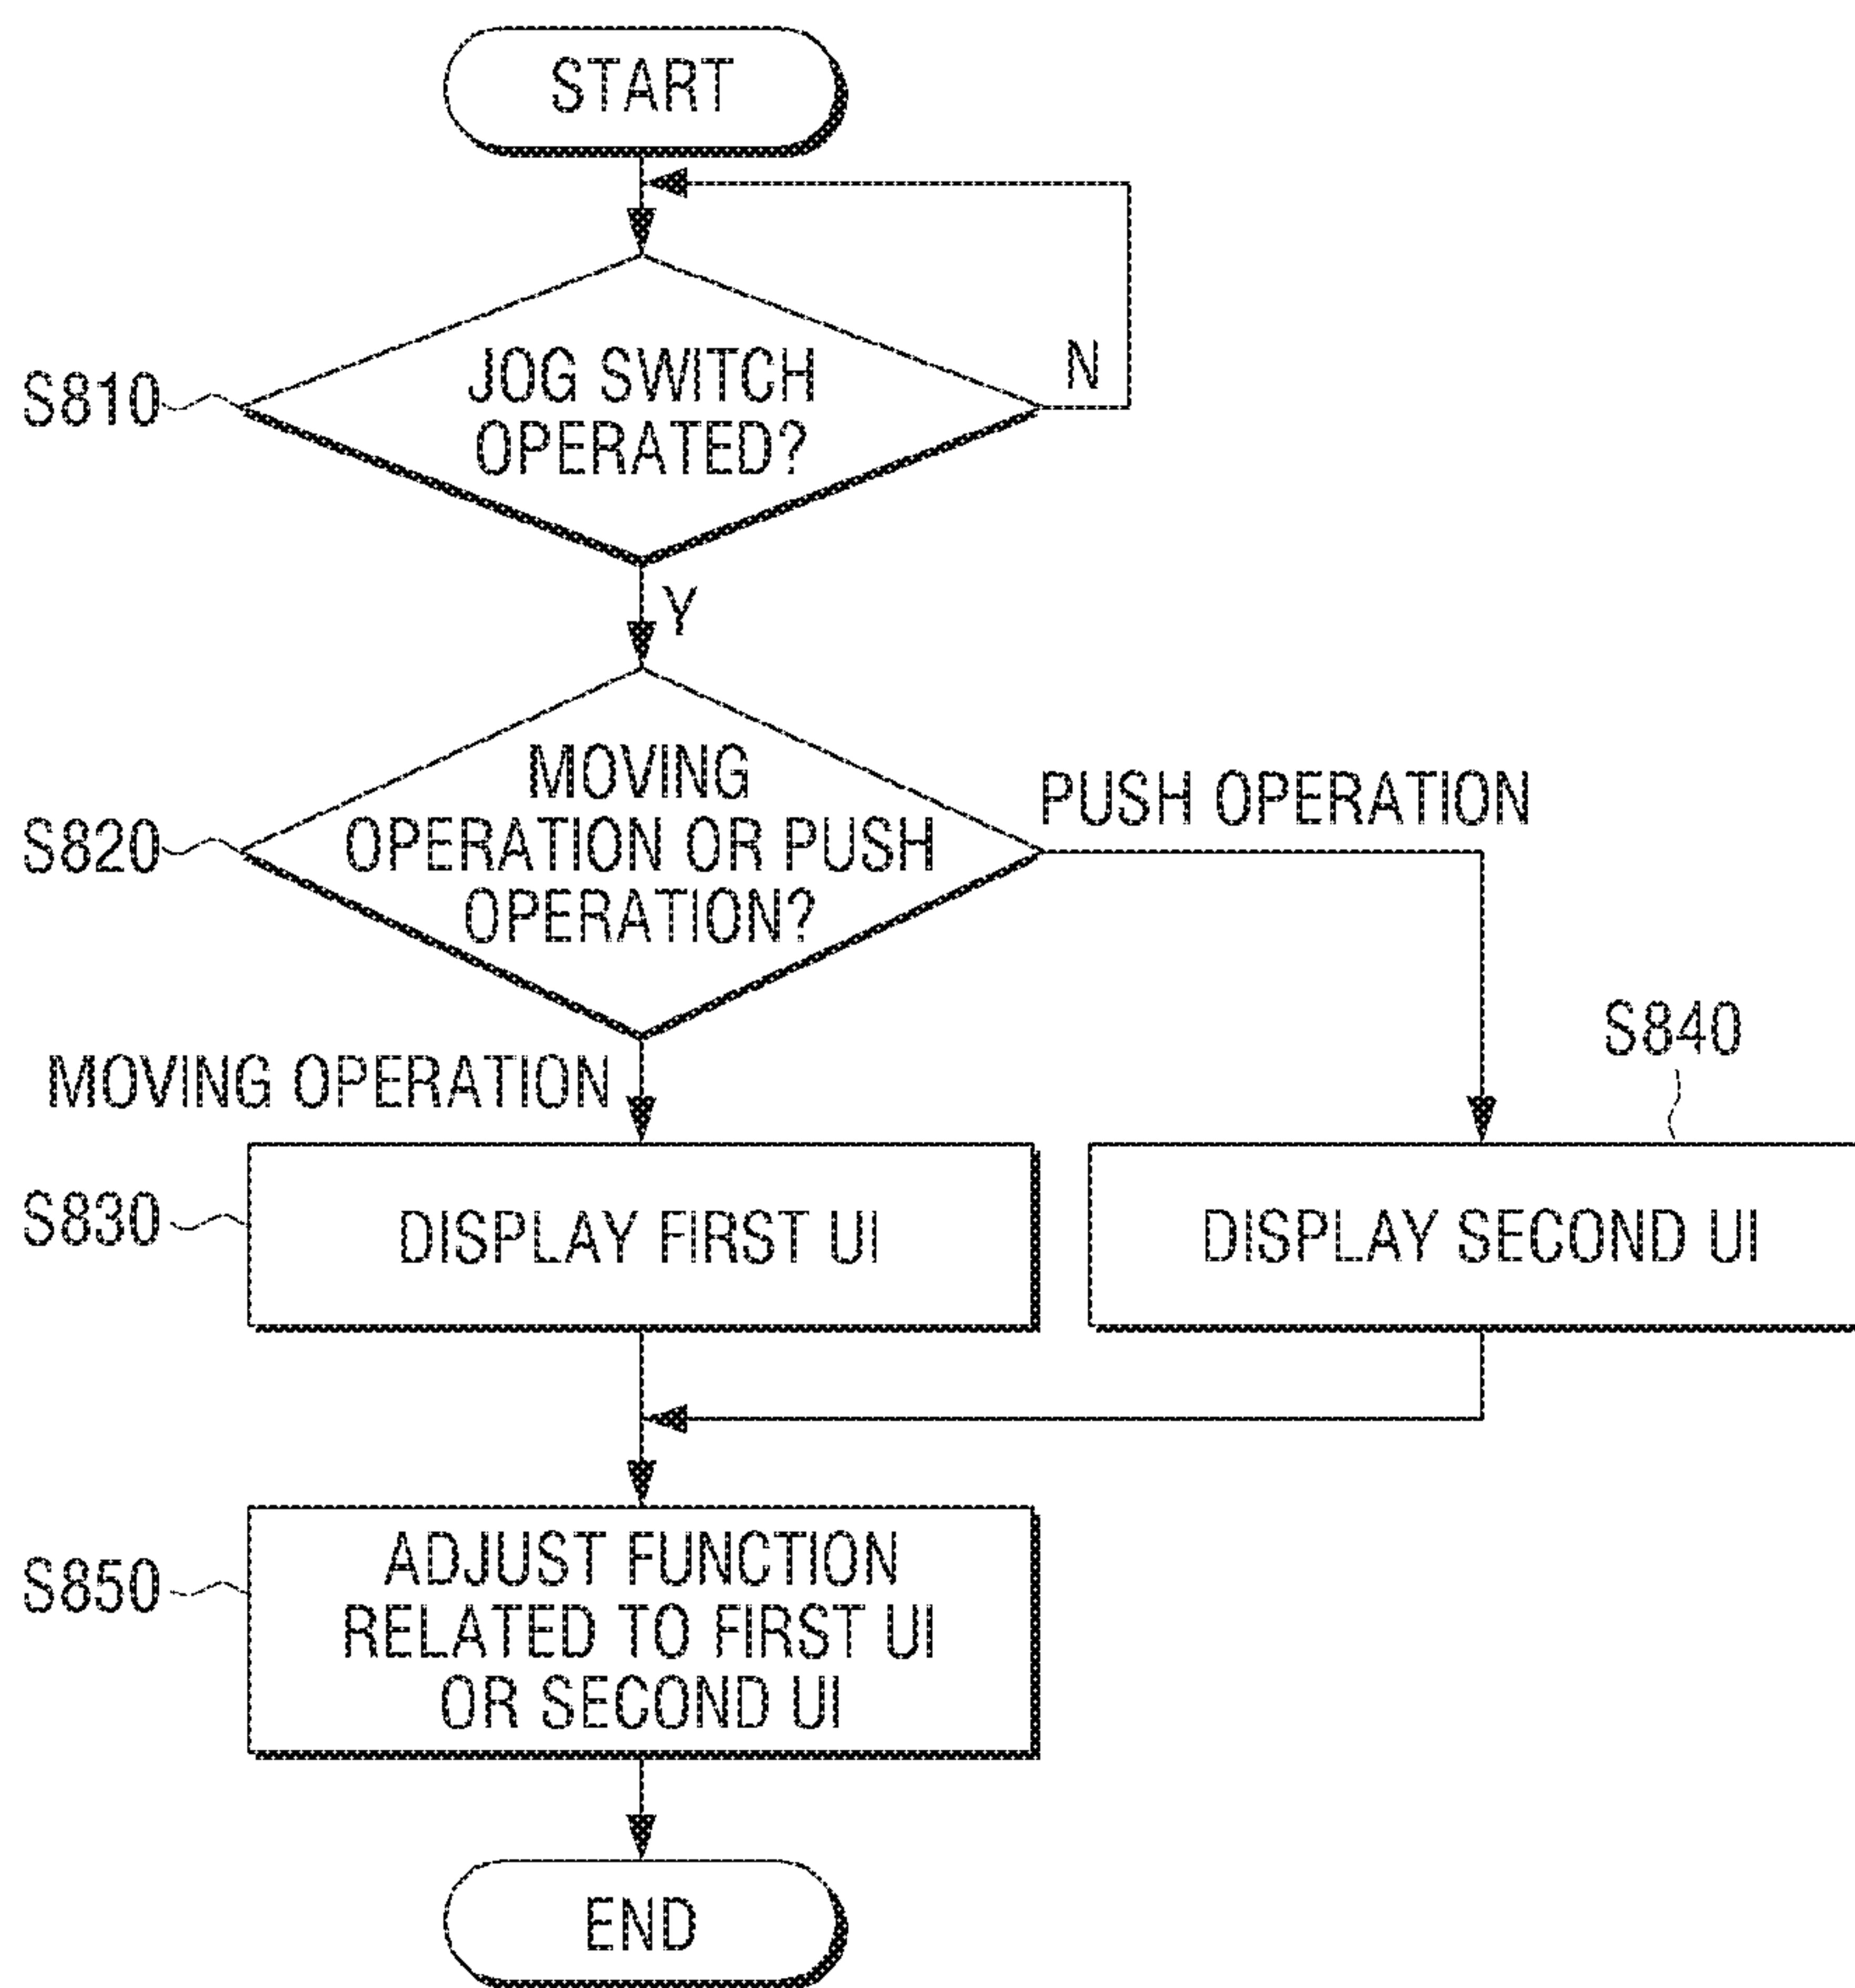 START
JOG SWITCH
OPERATED?
N
S810
Y
MOVING
OPERATION OR PUSH
OPERATION?
S820
PUSH OPERATION
MOVING OPERATION
S840
S830
DISPLAY FIRST UI
DISPLAY SECOND UI
S850
ADJUST FUNCTION
RELATED TO FIRST UI
OR SECOND UI
END